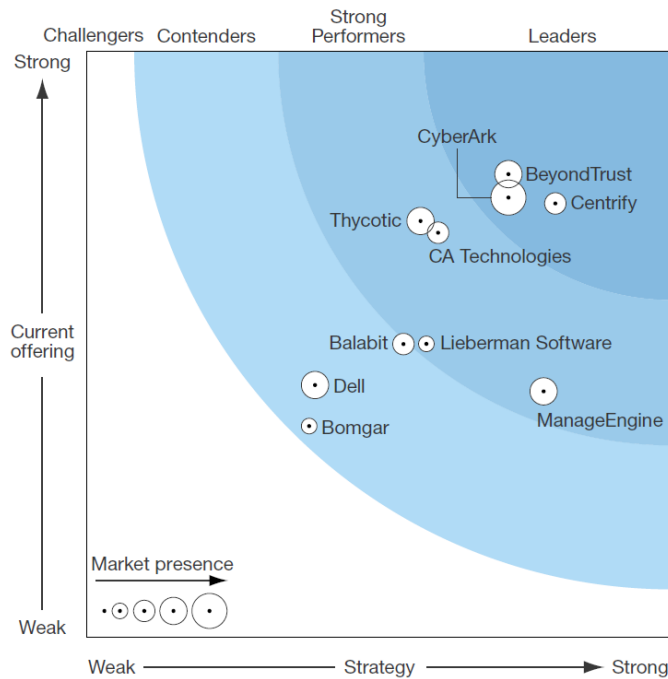 Challengers
Contenders
Strong
Performers
Leaders
Strong
CyberArk
BeyondTrust
Centrify
Thycotic
CA Technologies
Current
offering
Balabit
Lieberman Software
Dell
ManageEngine
Bomgar
Market presence
Weak
Weak
Strategy
Strong